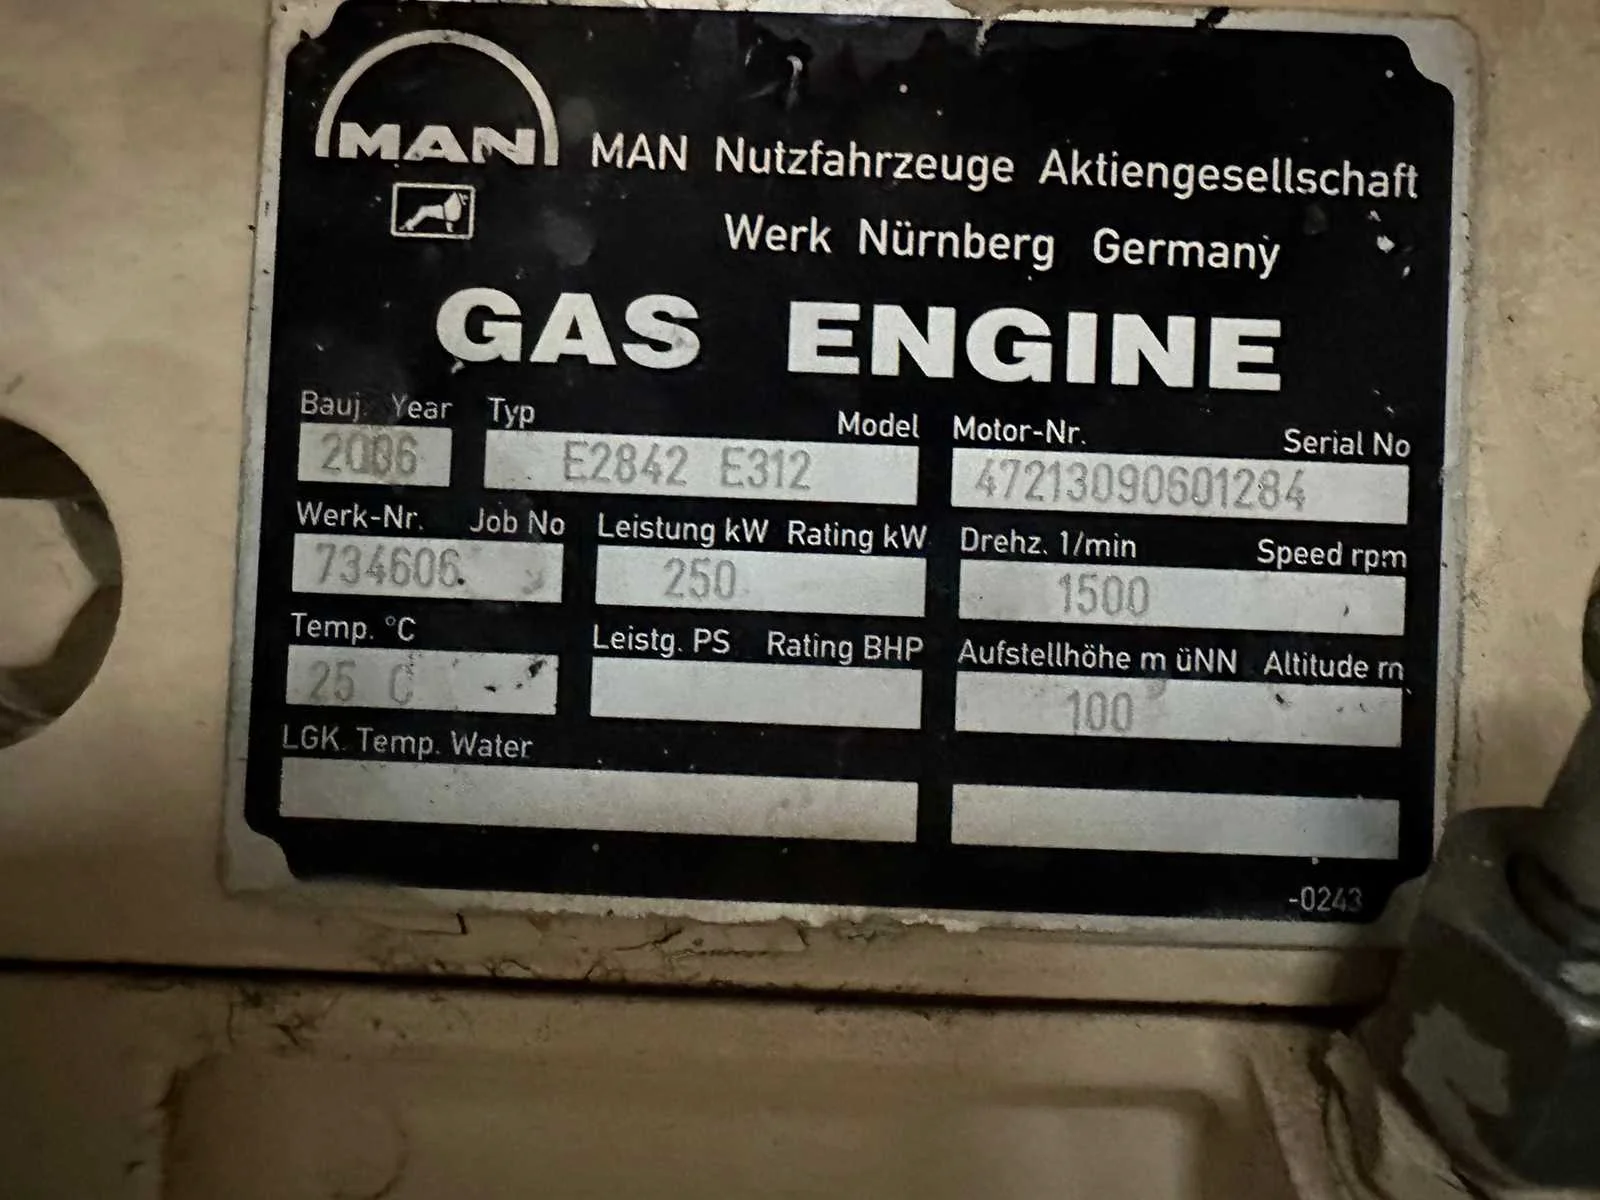 MAN
MAN Nutzfahrzeuge Aktiengesellschaft
Werk Nürnberg Germany
GAS ENGINE
Bauj. Year Typ Model Motor-Nr. Serial No
2006 E2842 E312 47213090601284
Werk-Nr. Job No Leistung kW Rating kW Drehz. 1/min Speed rpm
734606 250 1500
Temp. °C Leistg. PS Rating BHP Aufstellhöhe m üNN Altitude m
25 C 100
LGK. Temp. Water
-0243